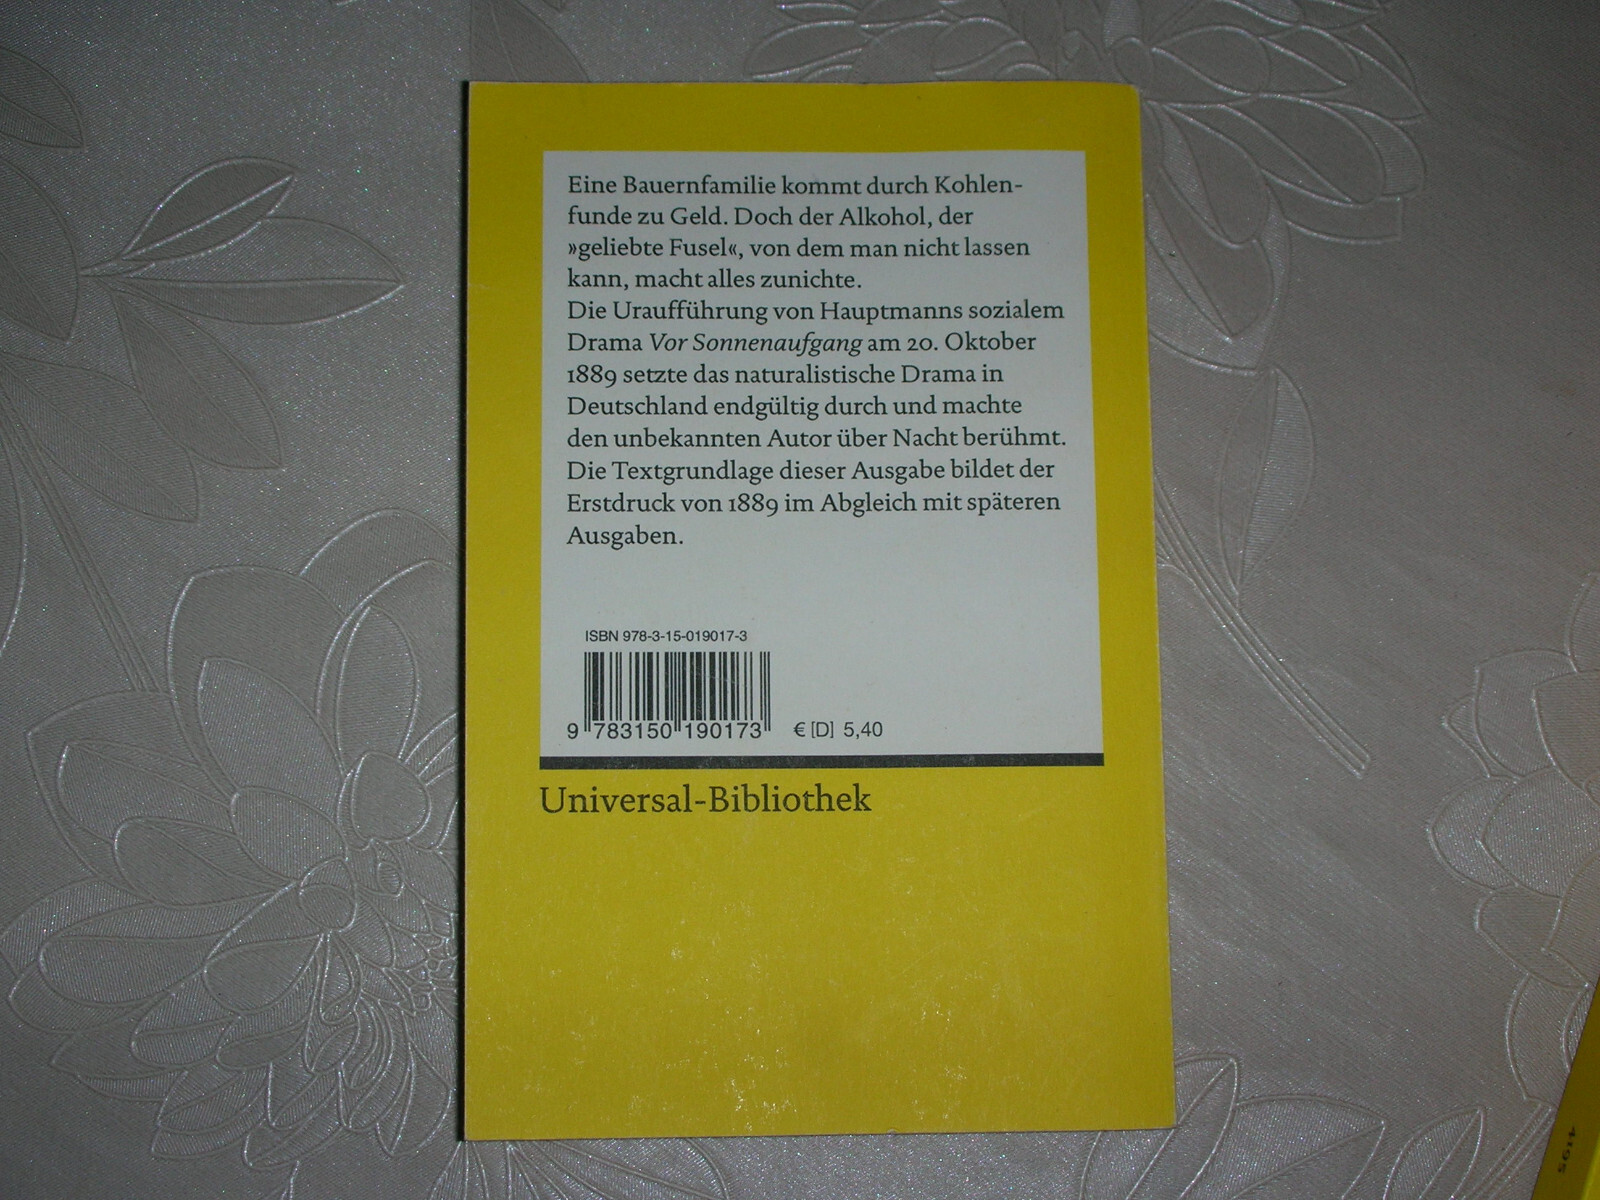 Eine Bauernfamilie kommt durch Kohlen-
funde zu Geld. Doch der Alkohol, der
»geliebte Fusel«, von dem man nicht lassen
kann, macht alles zunichte.
Die Uraufführung von Hauptmanns sozialem
Drama Vor Sonnenaufgang am 20. Oktober
1889 setzte das naturalistische Drama in
Deutschland endgültig durch und machte
den unbekannten Autor über Nacht berühmt.
Die Textgrundlage dieser Ausgabe bildet der
Erstdruck von 1889 im Abgleich mit späteren
Ausgaben.
ISBN 978-3-15-019017-3
9 783150 190173
€ [D] 5,40
Universal-Bibliothek